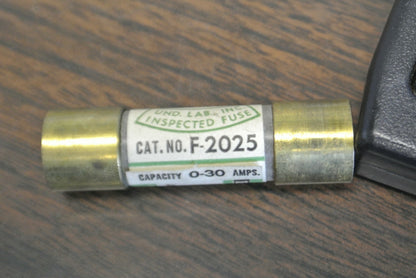 UND. LAB., INC.
INSPECTED FUSE
CAT. NO. F-2025
CAPACITY 0-30 AMPS.